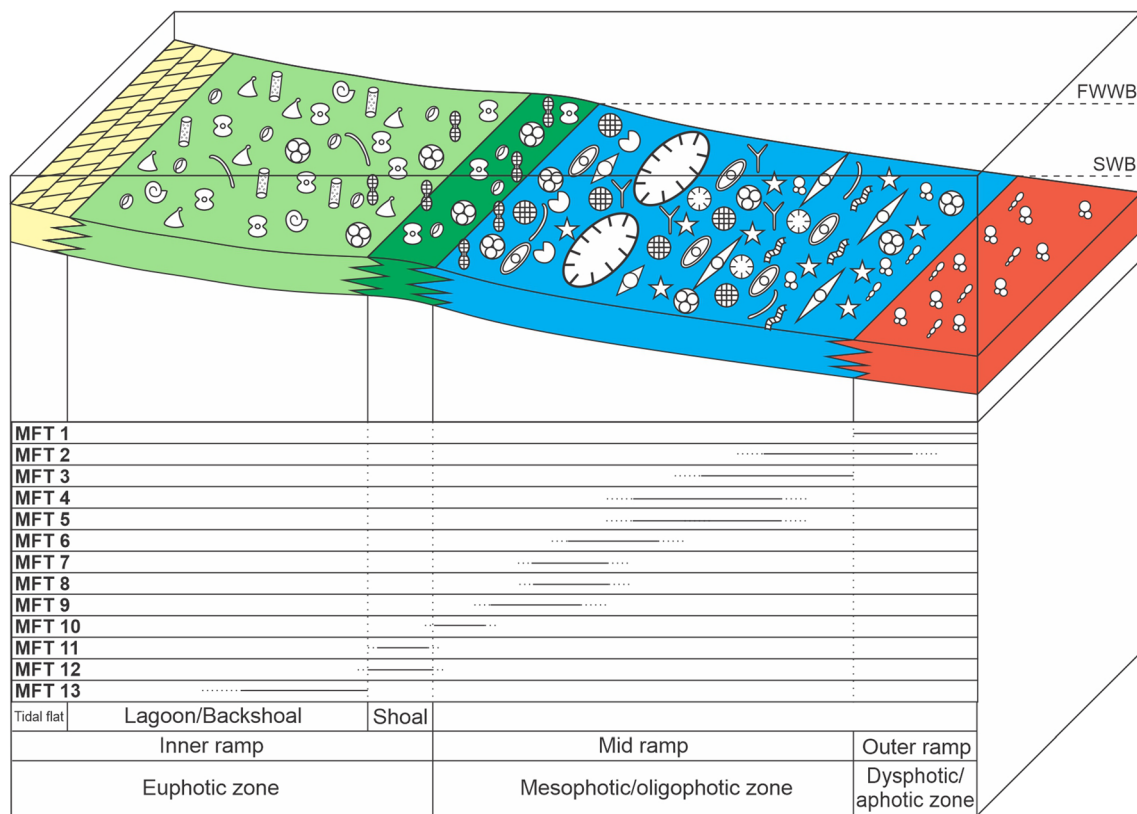 FWWB
SWB
MFT 1
MFT 2
MFT 3
MFT 4
MFT 5
MFT 6
MFT 7
MFT 8
MFT 9
MFT 10
MFT 11
MFT 12
MFT 13
Tidal flat Lagoon/Backshoal Shoal
Inner ramp Mid ramp Outer ramp
Euphotic zone Mesophotic/oligophotic zone Dysphotic/
aphotic zone